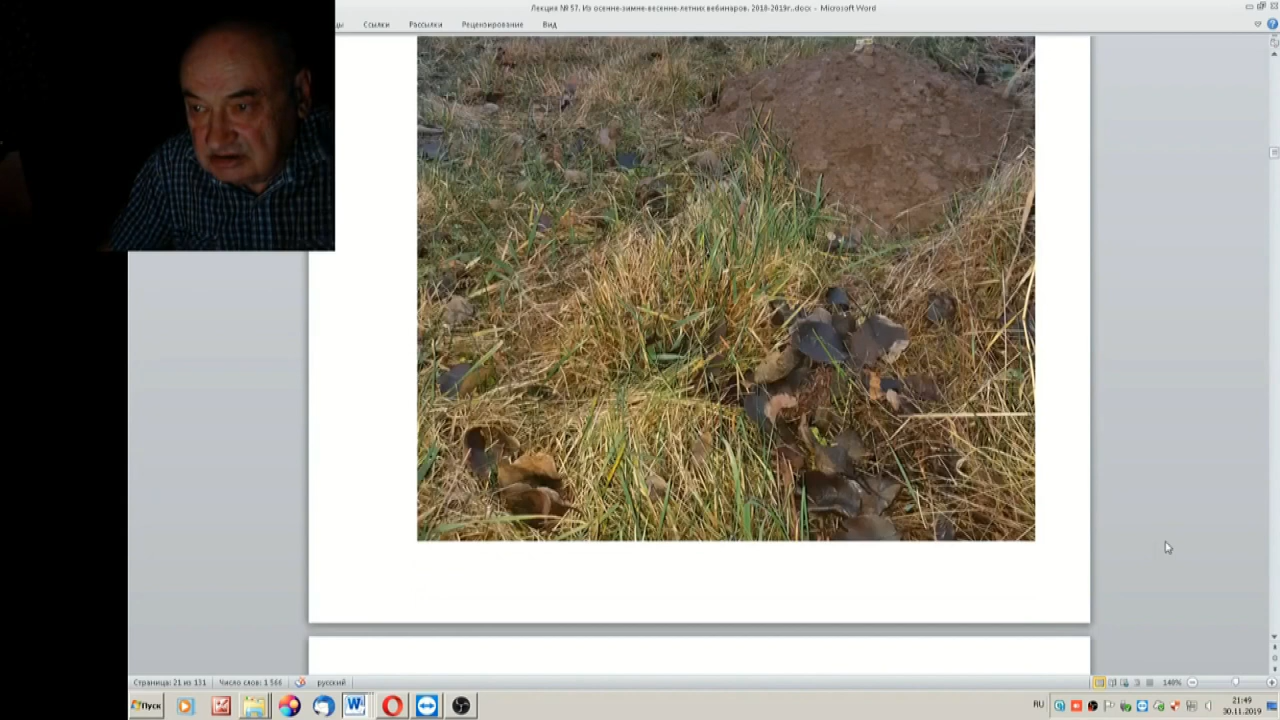 Лекция № 57. Из осенне-зимне-весенне-летних вебинаров. 2018-2019г..docx - Microsoft Word
Ссылки Рассылки Рецензирование Вид
Страница: 21 из 131 Число слов: 1 566 русский 140%
Пуск RU 21:49
30.11.2019